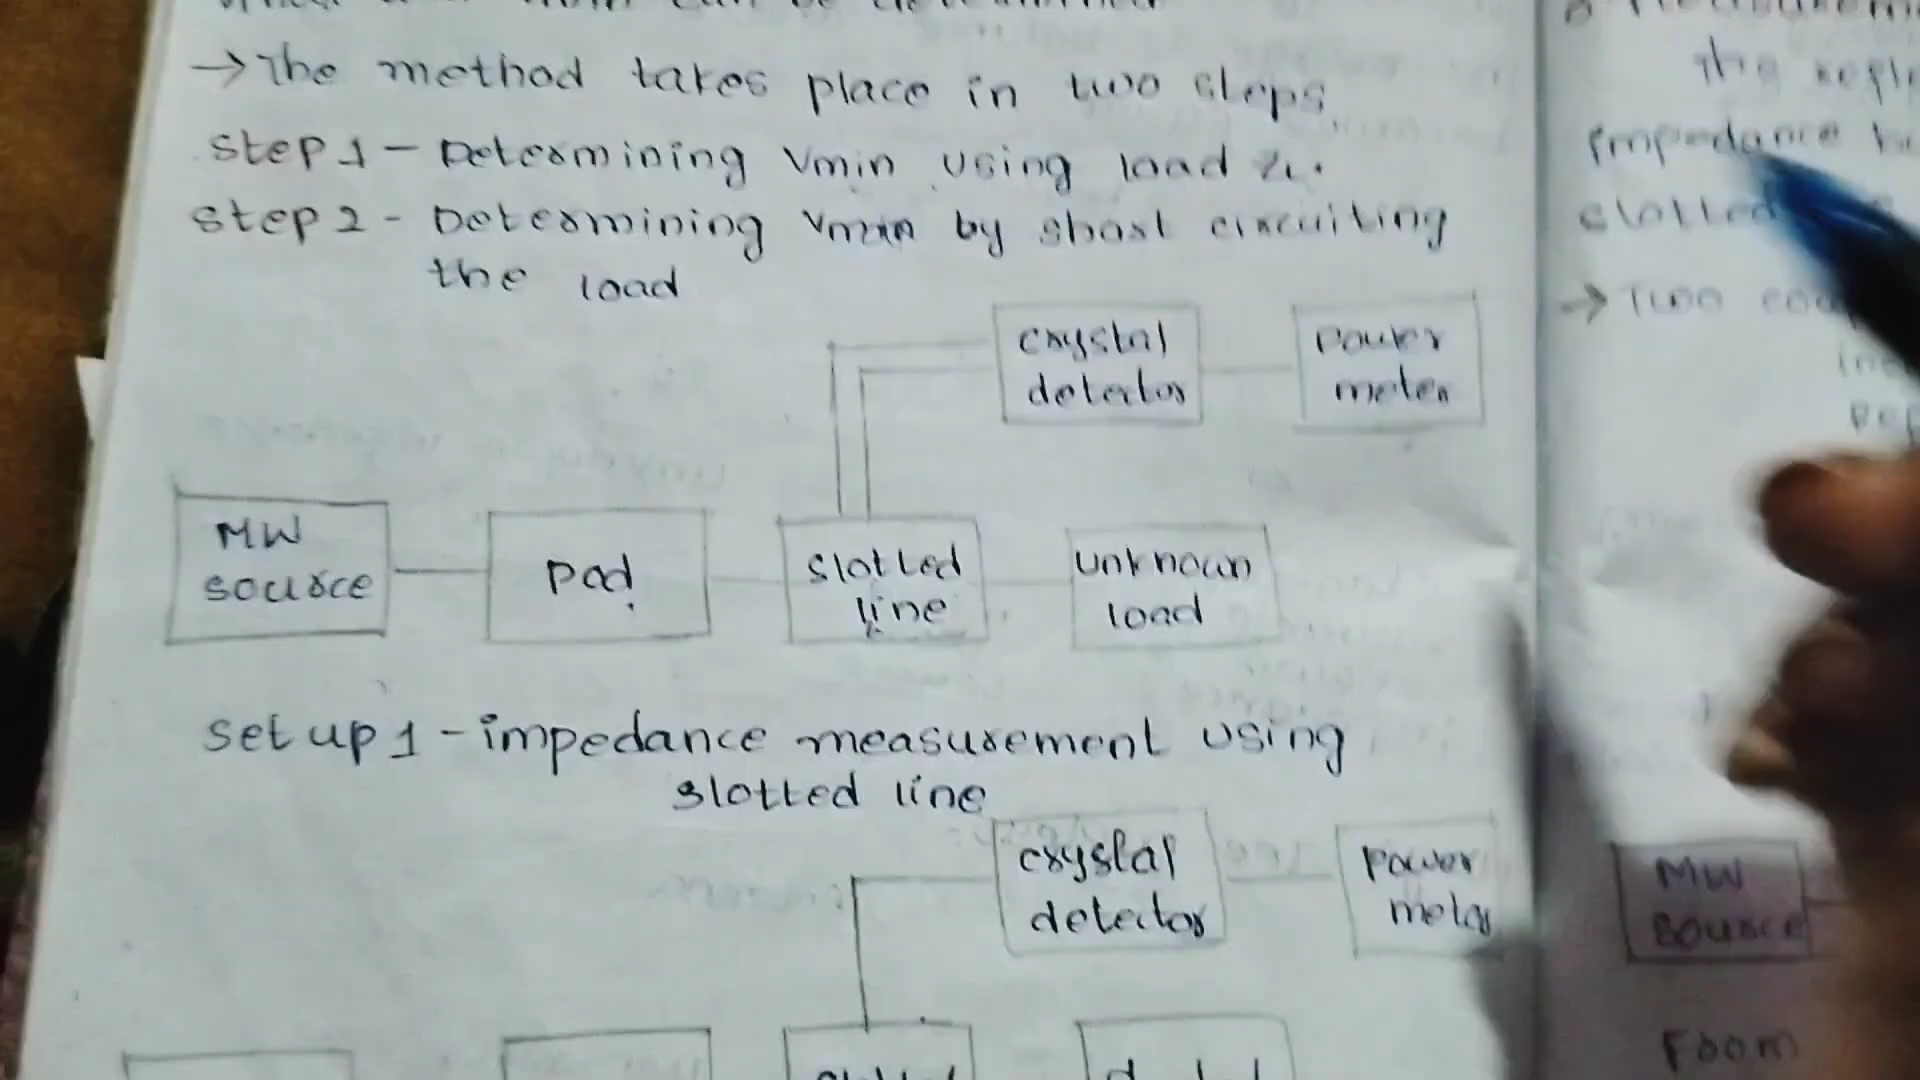 → The method takes place in two steps
step 1 - Determining Vmin using load ZL.
step 2 - Determining Vmin by short circuiting
the load
crystal
detector
power
meter
MW
source
pad
slotted
line
unknown
load
set up 1 - impedance measurement using
slotted line
crystal
detector
power
meter
impedance
slotted
→ Two
MW
source
From